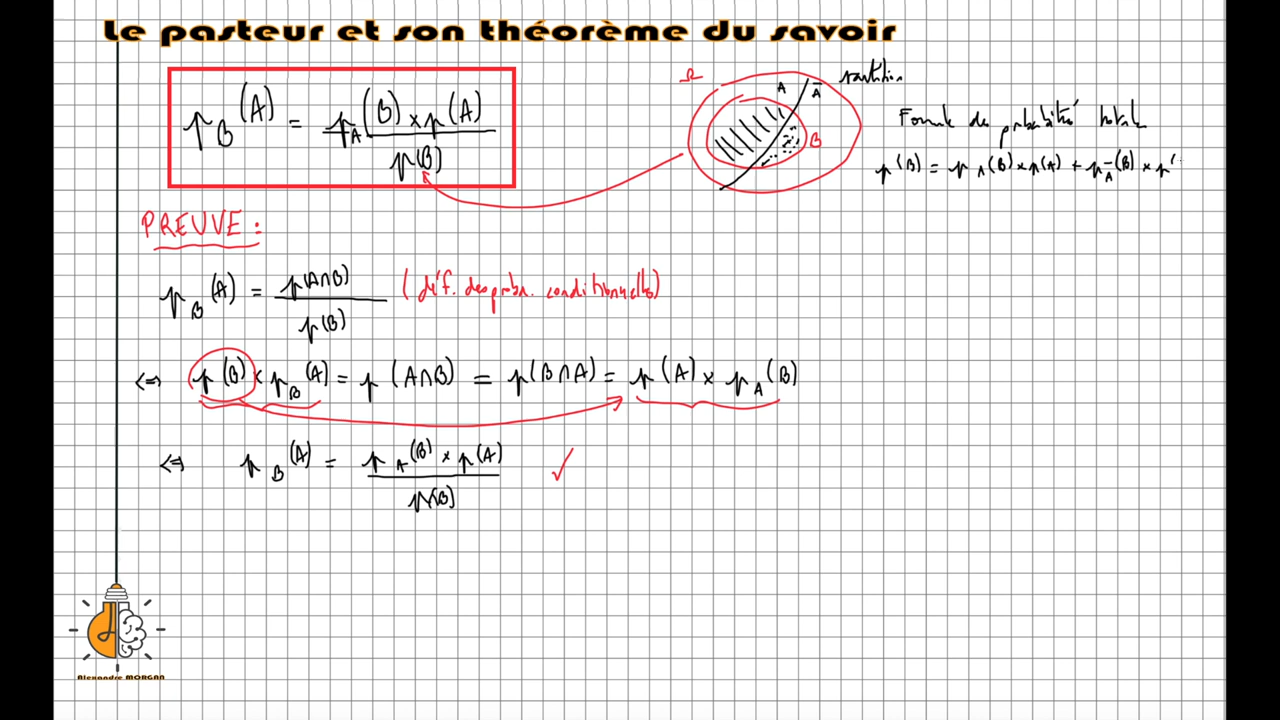 Le pasteur et son théorème du savoir
p_B(A) = p_A(B) × p(A) / p(B)
Ω
A
Ā
B
partition
Formule des probabilités totale
p(B) = p_A(B) × p(A) + p_Ā(B) × p(
PREUVE :
p_B(A) = p(A∩B) / p(B) (déf. des proba. conditionnelles)
⇔ p(B) × p_B(A) = p(A∩B) = p(B∩A) = p(A) × p_A(B)
⇔ p_B(A) = p_A(B) × p(A) / p(B) ✓
Alexandre MORGAN